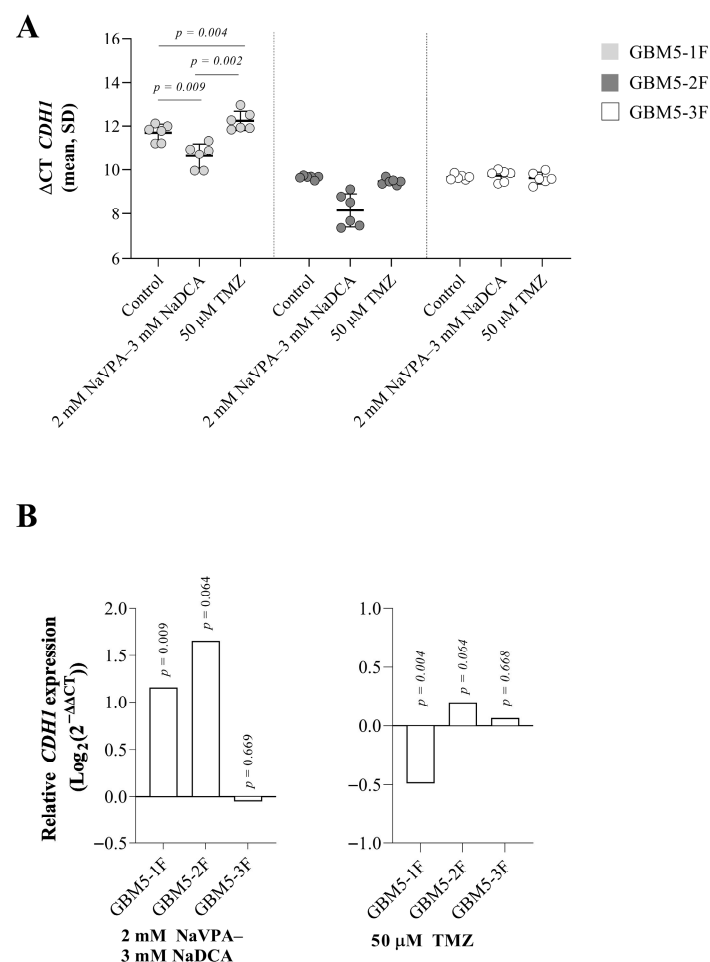 A
GBM5-1F
GBM5-2F
GBM5-3F
ΔCT CDH1
(mean, SD)
16
14
12
10
8
6
p = 0.004
p = 0.002
p = 0.009
Control
2 mM NaVPA–3 mM NaDCA
50 μM TMZ
Control
2 mM NaVPA–3 mM NaDCA
50 μM TMZ
Control
2 mM NaVPA–3 mM NaDCA
50 μM TMZ
B
Relative CDH1 expression
(Log2(2−ΔΔCT))
2.0
1.5
1.0
0.5
0.0
−0.5
p = 0.009
p = 0.064
p = 0.669
GBM5-1F
GBM5-2F
GBM5-3F
2 mM NaVPA–
3 mM NaDCA
1.0
0.5
0.0
−0.5
−1.0
p = 0.004
p = 0.064
p = 0.668
GBM5-1F
GBM5-2F
GBM5-3F
50 μM TMZ